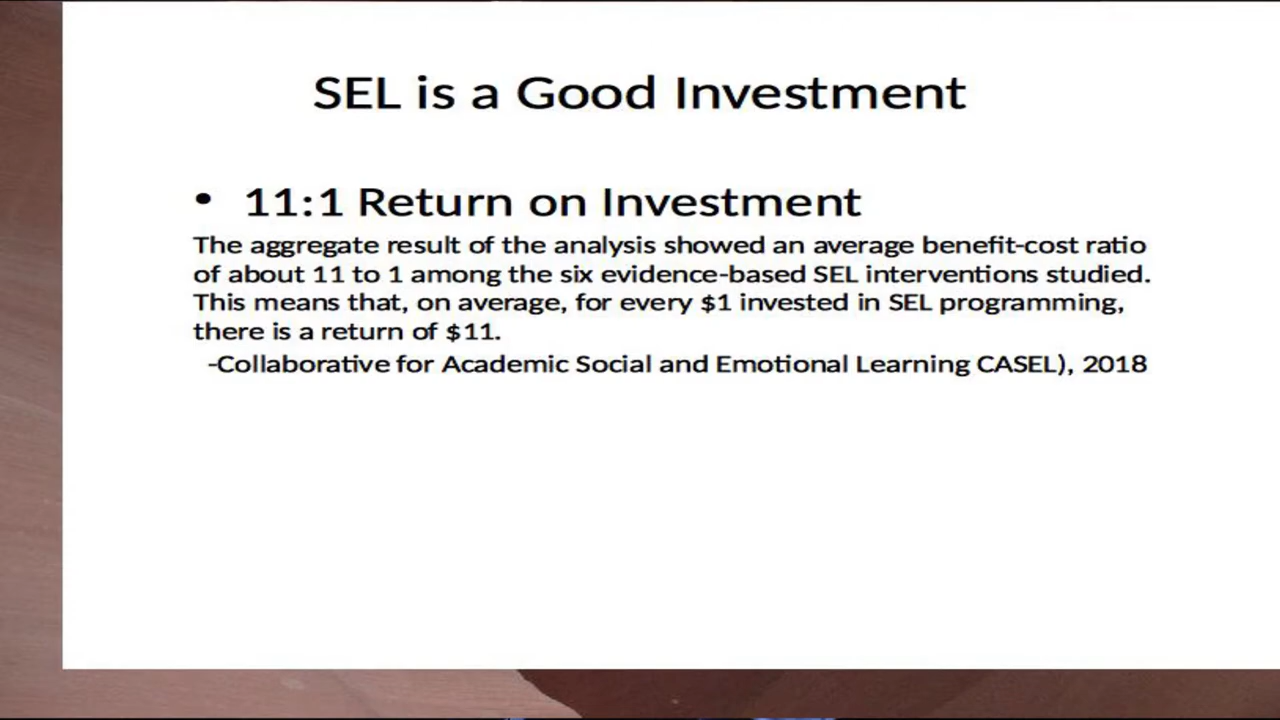 SEL is a Good Investment
• 11:1 Return on Investment
The aggregate result of the analysis showed an average benefit-cost ratio
of about 11 to 1 among the six evidence-based SEL interventions studied.
This means that, on average, for every $1 invested in SEL programming,
there is a return of $11.
-Collaborative for Academic Social and Emotional Learning CASEL), 2018